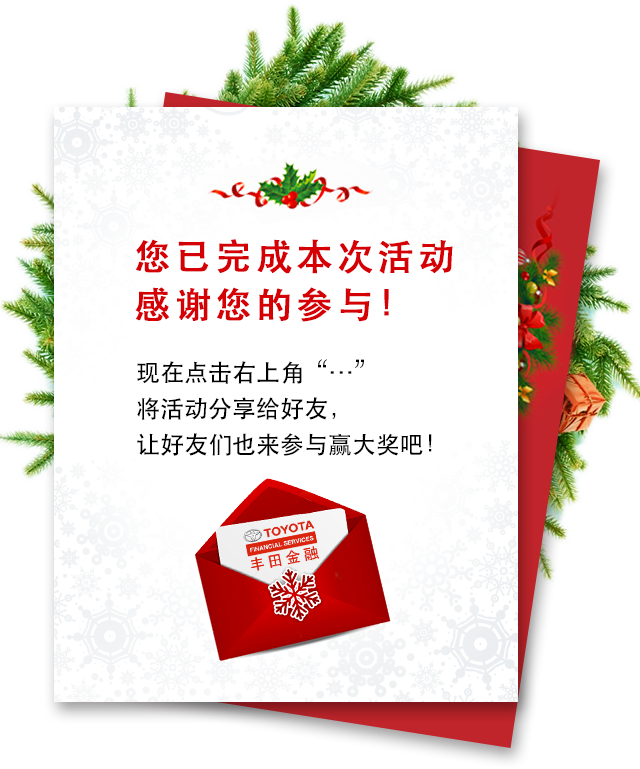 您已完成本次活动
感谢您的参与！
现在点击右上角“…”
将活动分享给好友，
让好友们也来参与赢大奖吧！
TOYOTA
FINANCIAL SERVICES
丰田金融